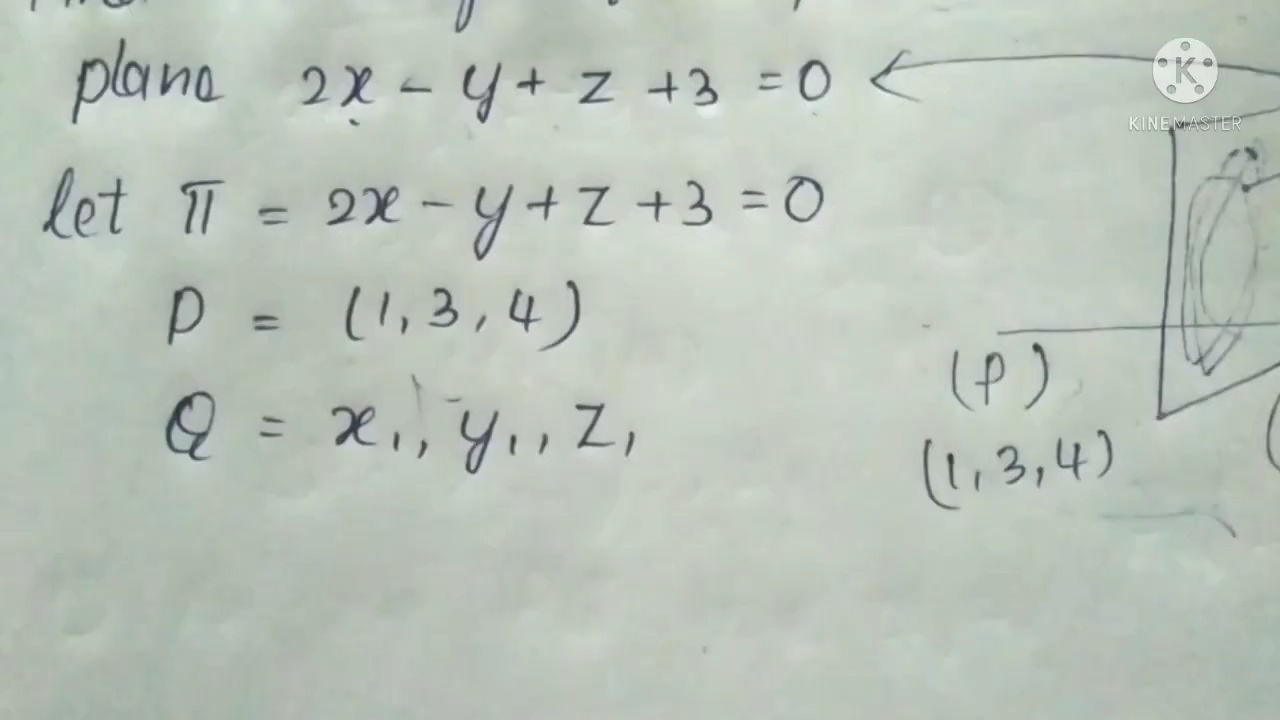 plane 2x - y + z + 3 = 0
K
KINEMASTER
let π = 2x - y + z + 3 = 0
P = (1, 3, 4)
Q = x₁, y₁, z₁
(P)
(1, 3, 4)